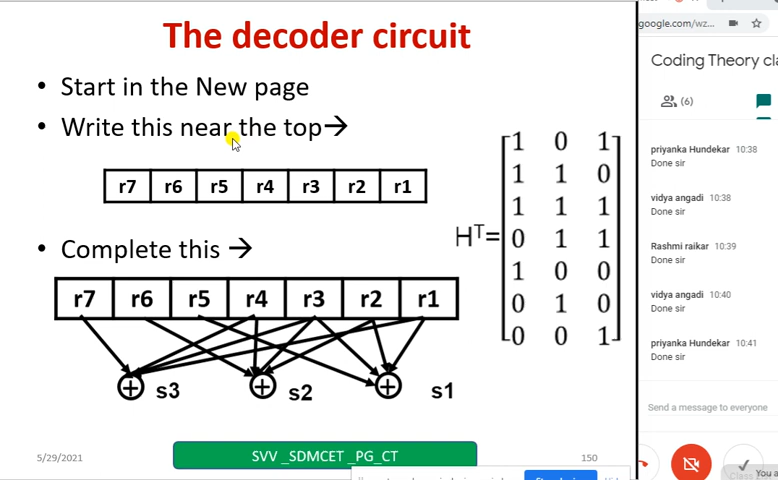 The decoder circuit
• Start in the New page
• Write this near the top→
r7 r6 r5 r4 r3 r2 r1
• Complete this →
r7 r6 r5 r4 r3 r2 r1
+ s3 + s2 + s1
1 0 1
1 1 0
1 1 1
Hᵀ= 0 1 1
1 0 0
0 1 0
0 0 1
5/29/2021
SVV _SDMCET _PG_CT
150
google.com/wz...
Coding Theory cla
(6)
priyanka Hundekar 10:38
Done sir
vidya angadi 10:38
Done sir
Rashmi raikar 10:39
Done sir
vidya angadi 10:40
Done sir
priyanka Hundekar 10:41
Done sir
Send a message to everyone
You a